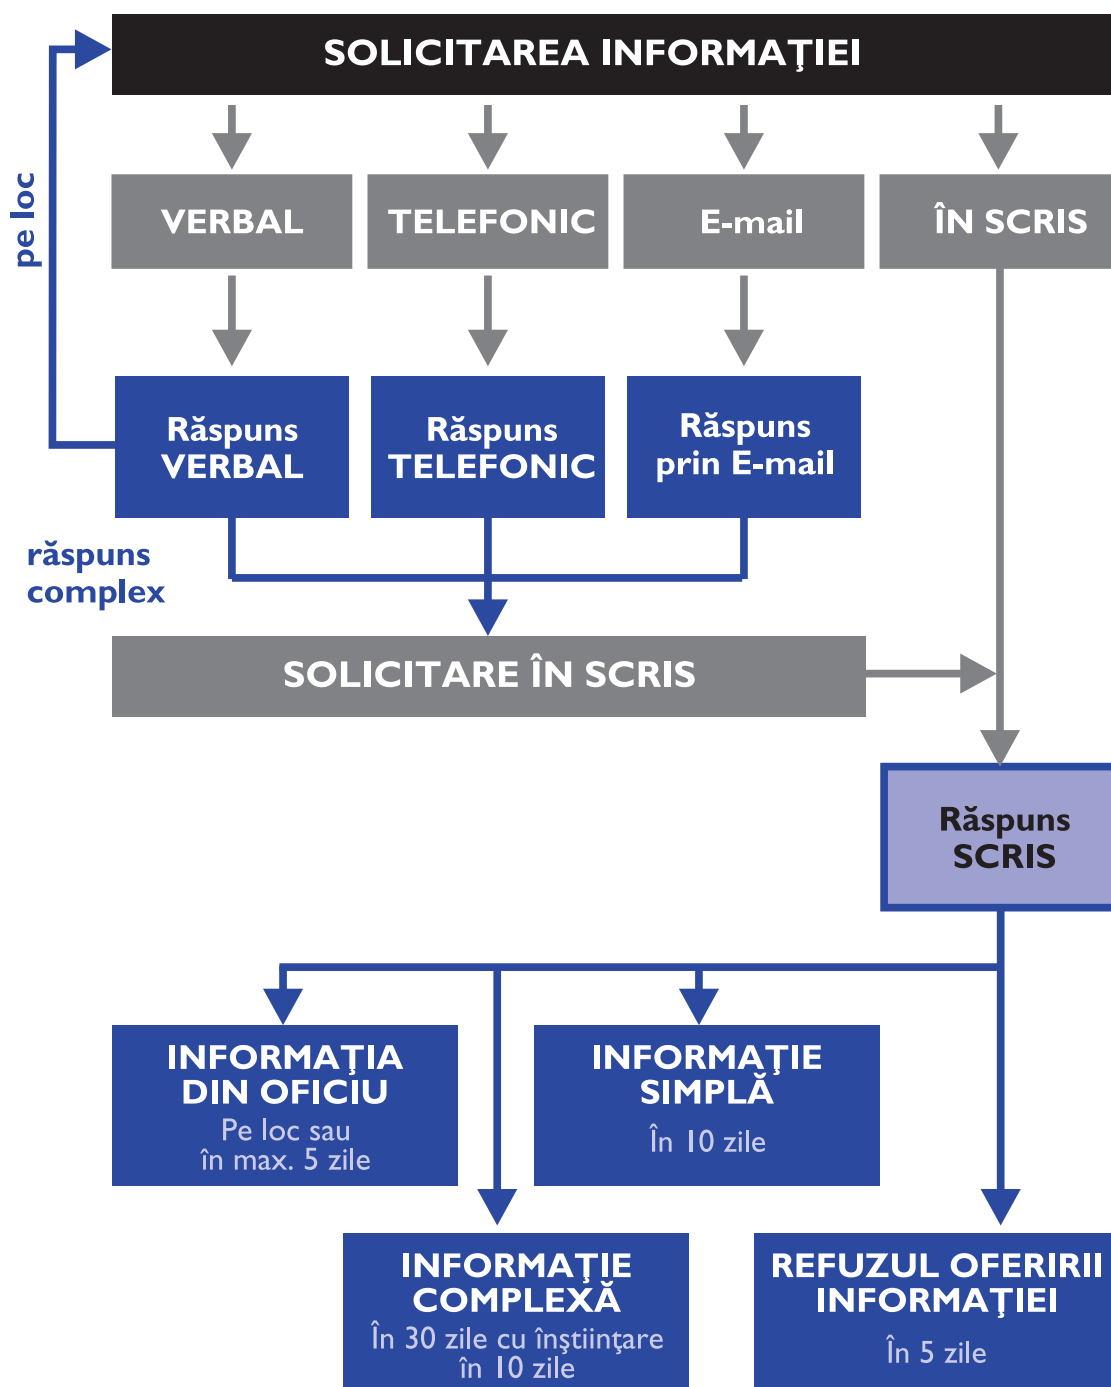 SOLICITAREA INFORMAŢIEI
pe loc
VERBAL
TELEFONIC
E-mail
ÎN SCRIS
Răspuns
VERBAL
Răspuns
TELEFONIC
Răspuns
prin E-mail
răspuns
complex
SOLICITARE ÎN SCRIS
Răspuns
SCRIS
INFORMAŢIA
DIN OFICIU
Pe loc sau
în max. 5 zile
INFORMAŢIE
SIMPLĂ
În 10 zile
INFORMAŢIE
COMPLEXĂ
În 30 zile cu înştiinţare
în 10 zile
REFUZUL OFERIRII
INFORMAŢIEI
În 5 zile